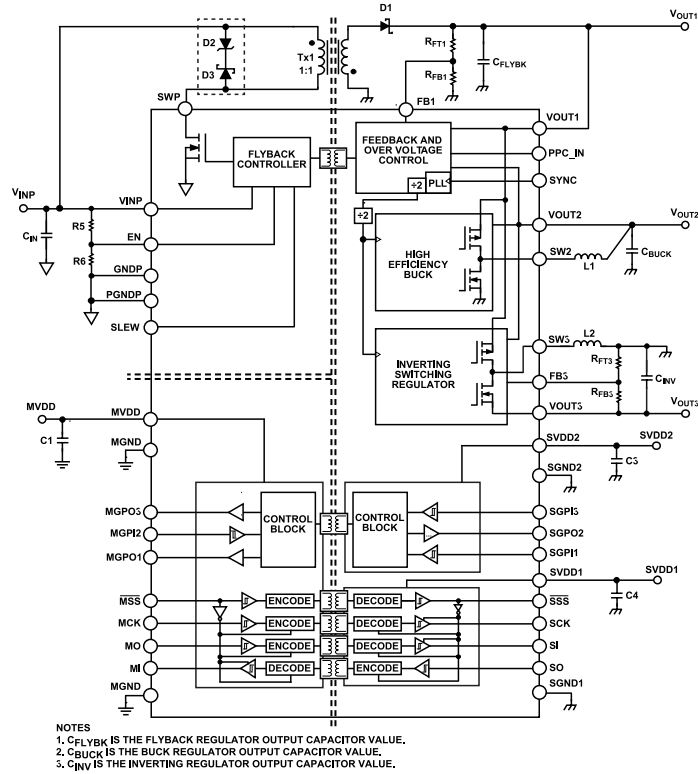 D1
VOUT1
D2
D3
Tx1
1:1
RFT1
RFB1
CFLYBK
SWP
FB1
VOUT1
FLYBACK
CONTROLLER
FEEDBACK AND
OVER VOLTAGE
CONTROL
PPC_IN
÷2
PLL
SYNC
VINP
VINP
÷2
VOUT2
VOUT2
CIN
R5
EN
HIGH
EFFICIENCY
BUCK
SW2
L1
CBUCK
R6
GNDP
PGNDP
SLEW
SW3
L2
INVERTING
SWITCHING
REGULATOR
RFT3
CINV
FB3
RFB3
VOUT3
VOUT3
MVDD
MVDD
C1
MGND
SVDD2
SVDD2
C3
SGND2
MGPO3
MGPI2
MGPO1
CONTROL
BLOCK
CONTROL
BLOCK
SGPI3
SGPO2
SGPI1
SVDD1
SVDD1
C4
MSS
ENCODE
DECODE
SSS
MCK
ENCODE
DECODE
SCK
MO
ENCODE
DECODE
SI
MI
DECODE
ENCODE
SO
MGND
SGND1
NOTES
1. CFLYBK IS THE FLYBACK REGULATOR OUTPUT CAPACITOR VALUE.
2. CBUCK IS THE BUCK REGULATOR OUTPUT CAPACITOR VALUE.
3. CINV IS THE INVERTING REGULATOR OUTPUT CAPACITOR VALUE.